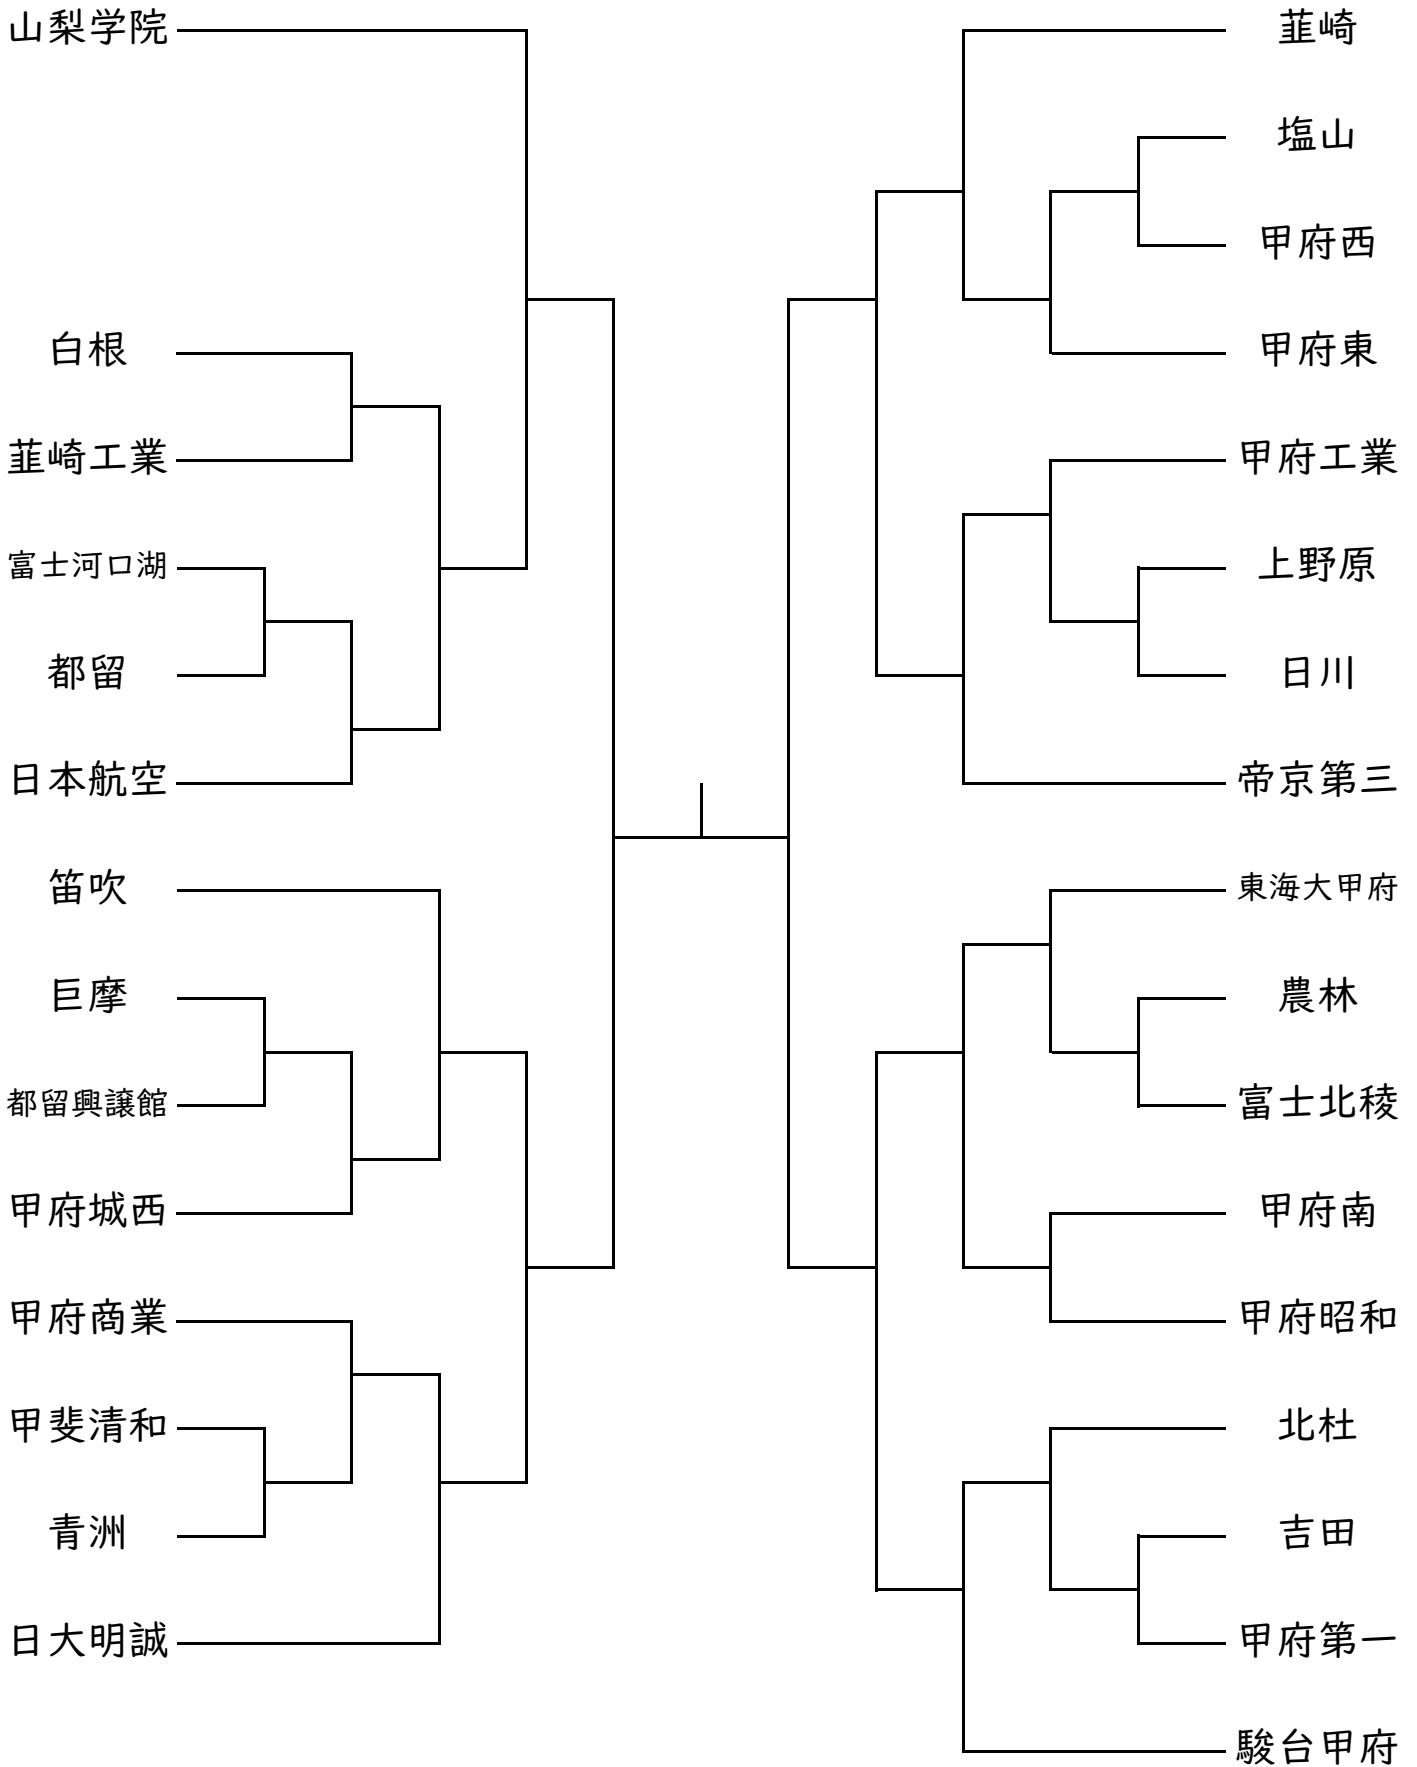 山梨学院
白根
韮崎工業
富士河口湖
都留
日本航空
笛吹
巨摩
都留興譲館
甲府城西
甲府商業
甲斐清和
青洲
日大明誠
韮崎
塩山
甲府西
甲府東
甲府工業
上野原
日川
帝京第三
東海大甲府
農林
富士北稜
甲府南
甲府昭和
北杜
吉田
甲府第一
駿台甲府